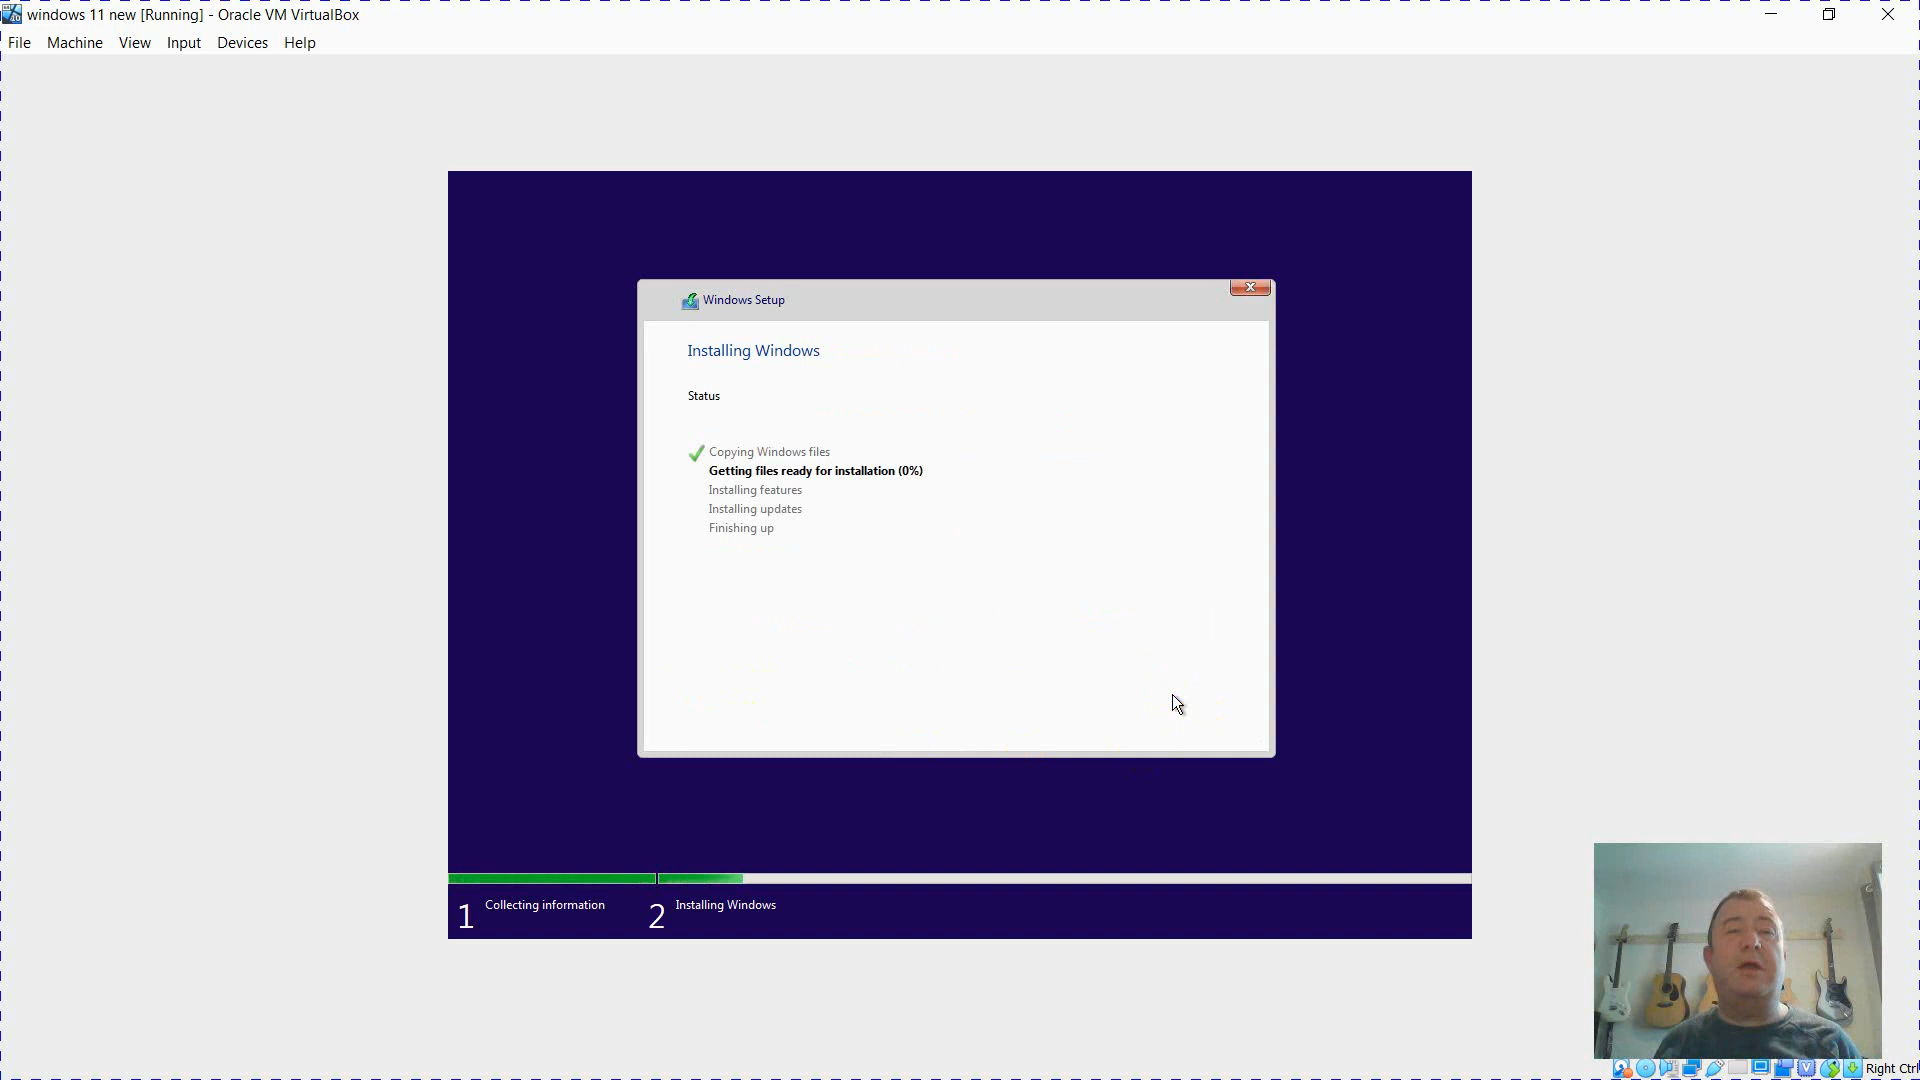 windows 11 new [Running] - Oracle VM VirtualBox
File Machine View Input Devices Help
Windows Setup
Installing Windows
Status
Copying Windows files
Getting files ready for installation (0%)
Installing features
Installing updates
Finishing up
1 Collecting information 2 Installing Windows
Right Ctrl